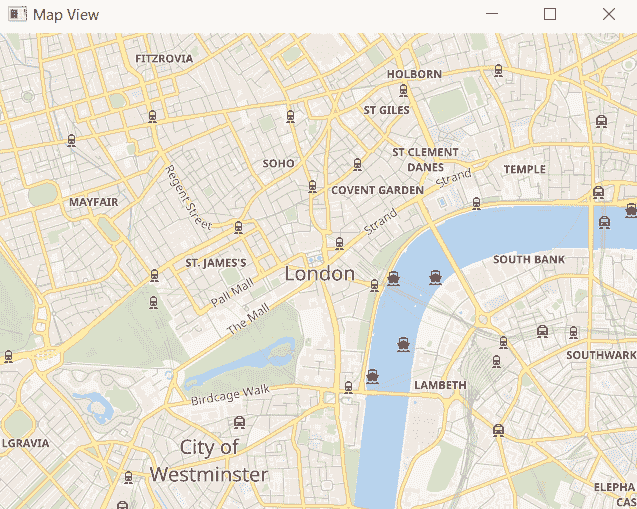 Map View
FITZROVIA
HOLBORN
ST GILES
ST CLEMENT
DANES
SOHO
TEMPLE
Strand
COVENT GARDEN
Regent Street
MAYFAIR
Strand
ST. JAMES'S
SOUTH BANK
London
Pall Mall
The Mall
SOUTHWARK
LAMBETH
Birdcage Walk
LGRAVIA
City of
Westminster
ELEPHA
CAS